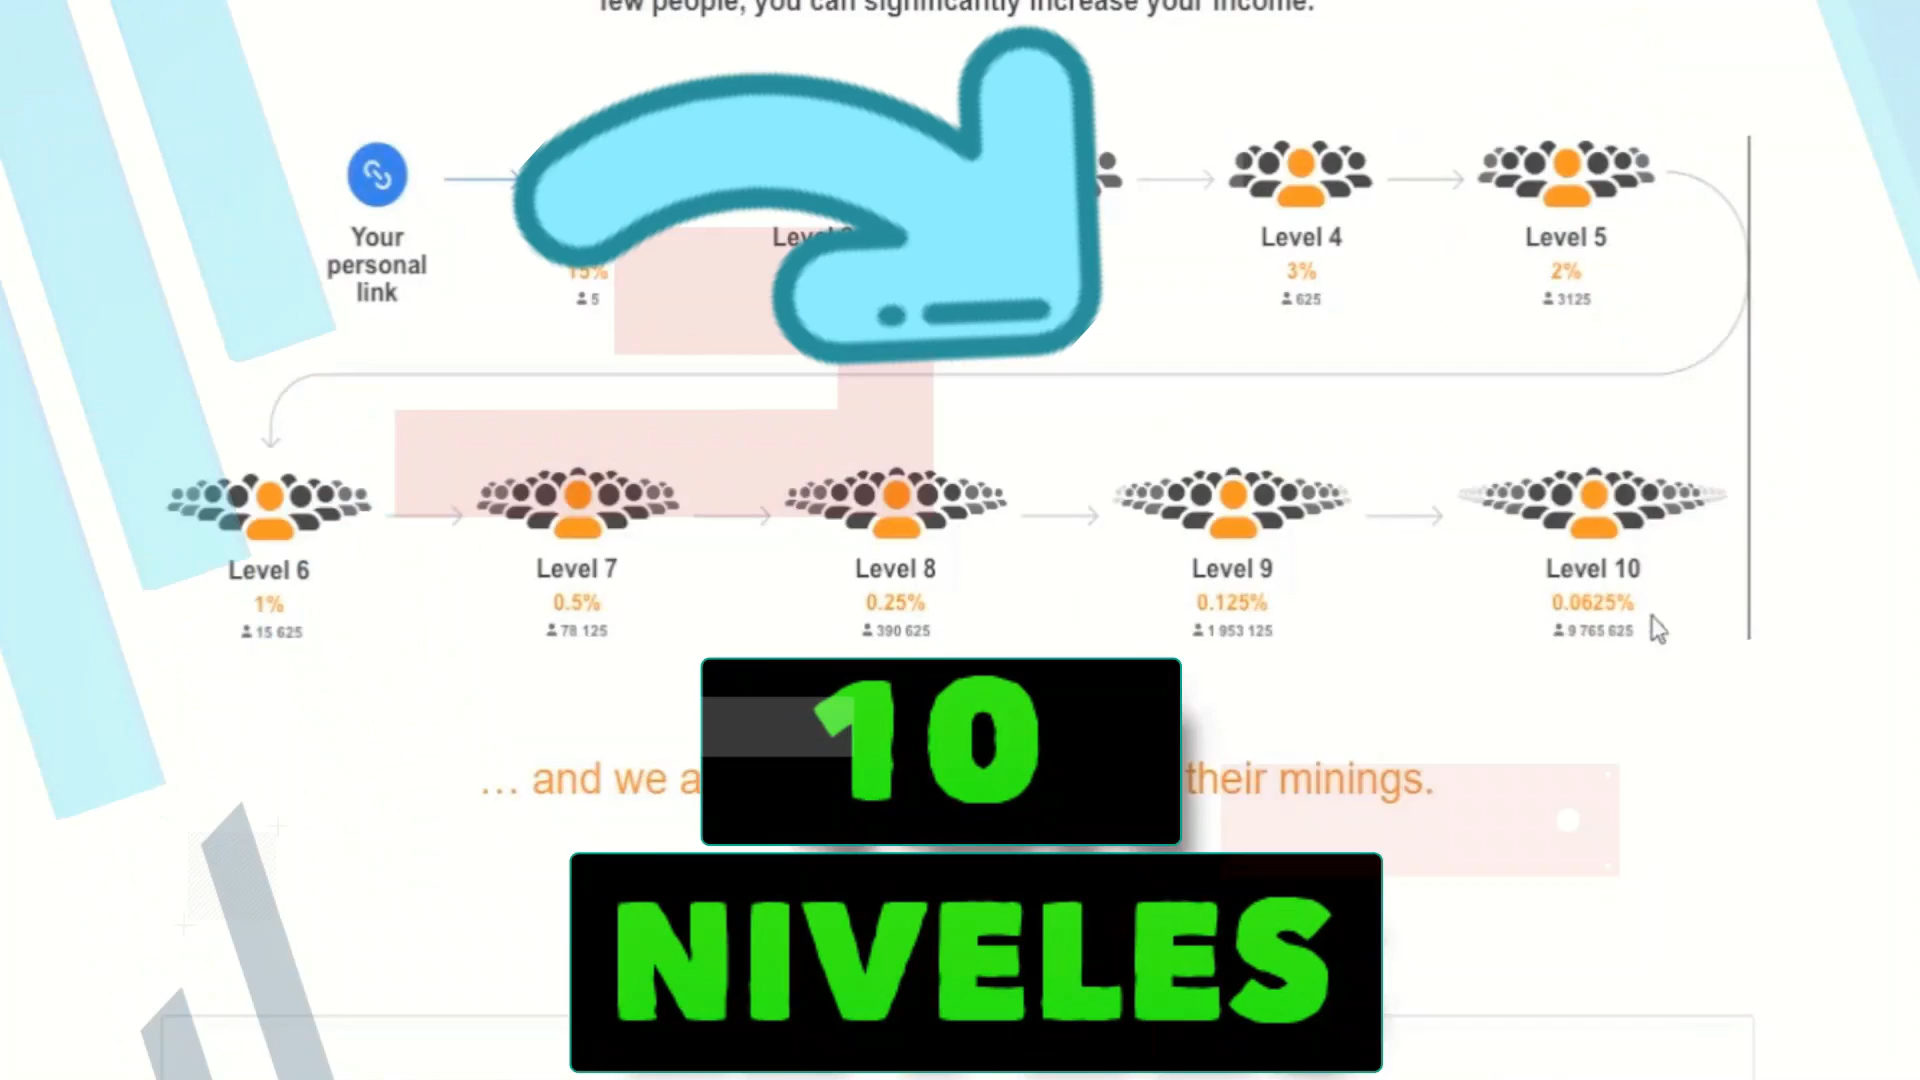 few people, you can significantly increase your income.
Your
personal
link
15%
5
Level
Level 4
3%
625
Level 5
2%
3125
Level 6
1%
15 625
Level 7
0.5%
78 125
Level 8
0.25%
390 625
Level 9
0.125%
1 953 125
Level 10
0.0625%
9 765 625
… and we a their minings.
10
NIVELES